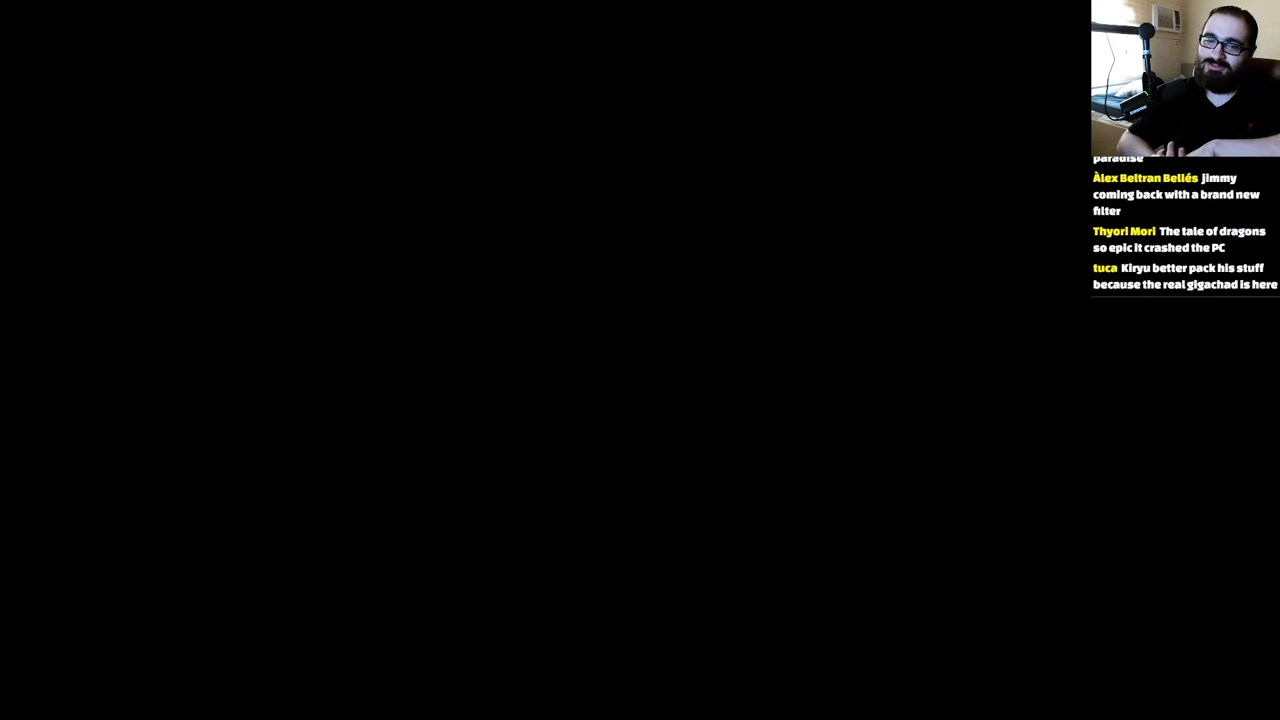 paradise
Àlex Beltran Bellés jimmy
coming back with a brand new
filter
Thyori Mori The tale of dragons
so epic it crashed the PC
tuca Kiryu better pack his stuff
because the real gigachad is here